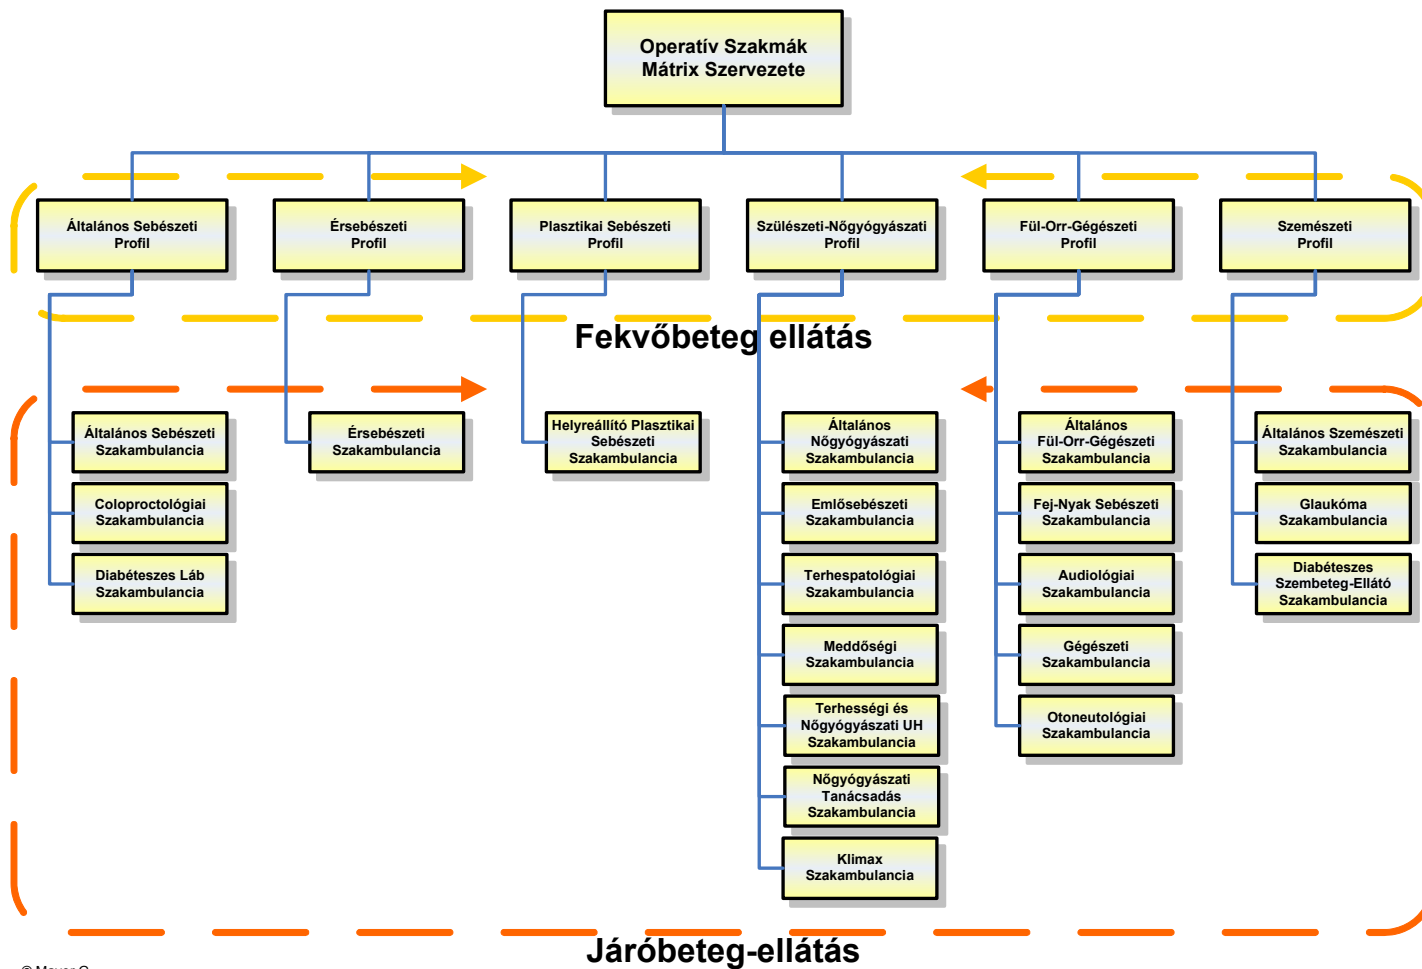 Operatív Szakmák
Mátrix Szervezete
Általános Sebészeti
Profil
Érsebészeti
Profil
Plasztikai Sebészeti
Profil
Szülészeti-Nőgyógyászati
Profil
Fül-Orr-Gégészeti
Profil
Szemészeti
Profil
Fekvőbeteg ellátás
Általános Sebészeti
Szakambulancia
Coloproctológiai
Szakambulancia
Diabéteszes Láb
Szakambulancia
Érsebészeti
Szakambulancia
Helyreállító Plasztikai
Sebészeti
Szakambulancia
Általános
Nőgyógyászati
Szakambulancia
Emlősebészeti
Szakambulancia
Terhespatológiai
Szakambulancia
Meddőségi
Szakambulancia
Terhességi és
Nőgyógyászati UH
Szakambulancia
Nőgyógyászati
Tanácsadás
Szakambulancia
Klimax
Szakambulancia
Általános
Fül-Orr-Gégészeti
Szakambulancia
Fej-Nyak Sebészeti
Szakambulancia
Audiológiai
Szakambulancia
Gégészeti
Szakambulancia
Otoneutológiai
Szakambulancia
Általános Szemészeti
Szakambulancia
Glaukóma
Szakambulancia
Diabéteszes
Szembeteg-Ellátó
Szakambulancia
Járóbeteg-ellátás